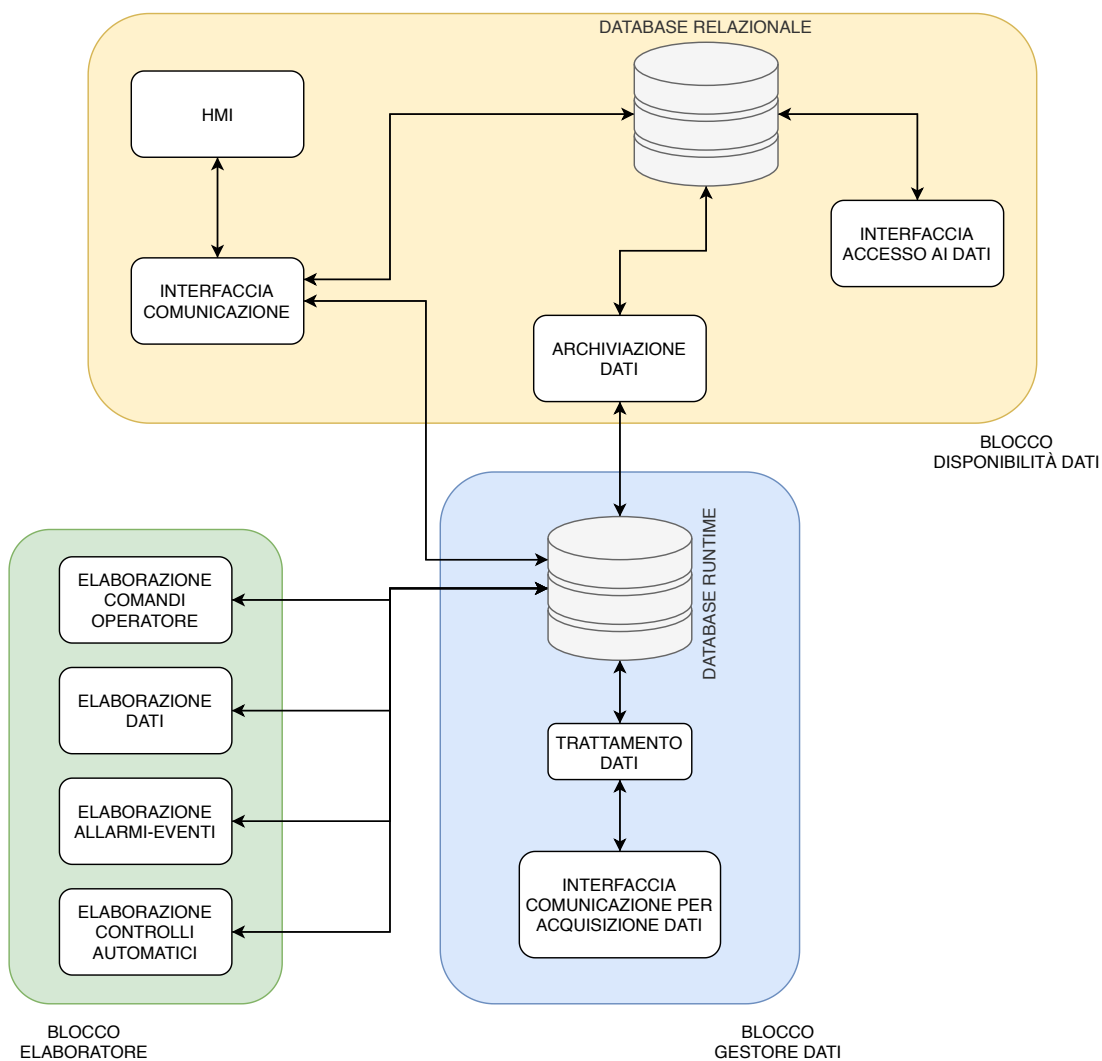 DATABASE RELAZIONALE
HMI
INTERFACCIA
COMUNICAZIONE
INTERFACCIA
ACCESSO AI DATI
ARCHIVIAZIONE
DATI
BLOCCO
DISPONIBILITÀ DATI
DATABASE RUNTIME
ELABORAZIONE
COMANDI
OPERATORE
ELABORAZIONE
DATI
ELABORAZIONE
ALLARMI-EVENTI
ELABORAZIONE
CONTROLLI
AUTOMATICI
TRATTAMENTO
DATI
INTERFACCIA
COMUNICAZIONE PER
ACQUISIZIONE DATI
BLOCCO
ELABORATORE
BLOCCO
GESTORE DATI